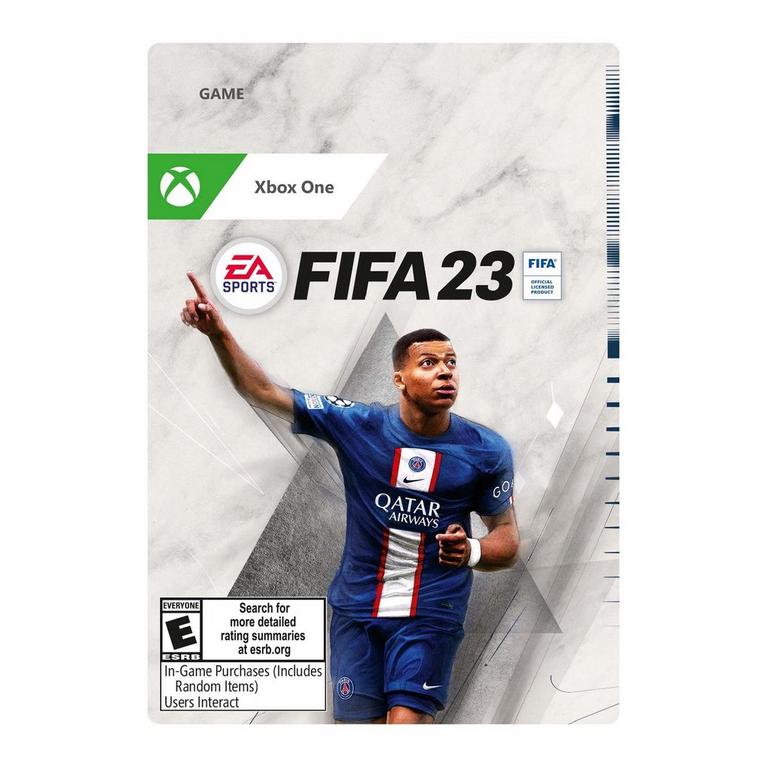 GAME
Xbox One
EA
SPORTS
FIFA 23
FIFA
OFFICIAL
LICENSED
PRODUCT
GO
QATAR
AIRWAYS
EVERYONE
E
ESRB
Search for
more detailed
rating summaries
at esrb.org
In-Game Purchases (Includes
Random Items)
Users Interact